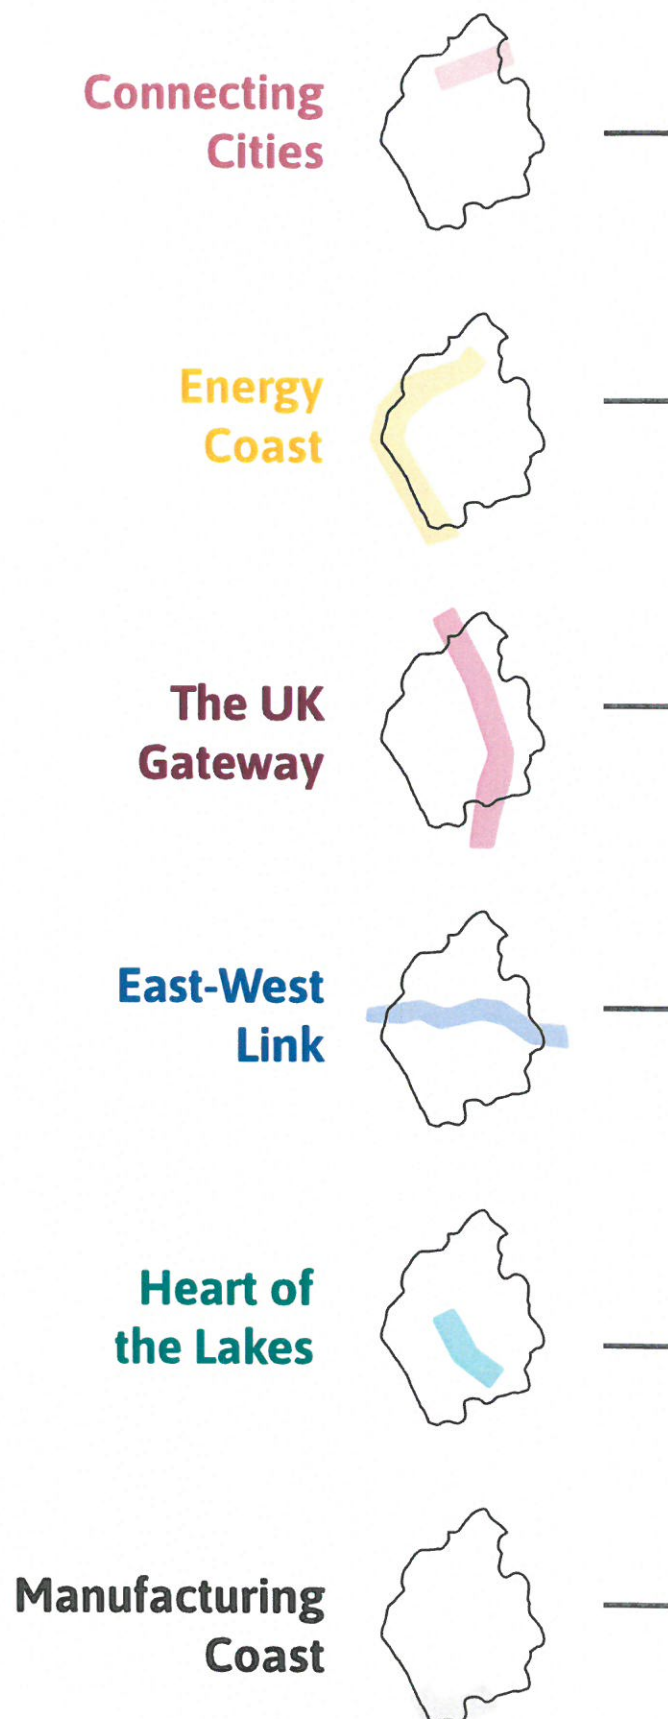 Connecting
Cities
Energy
Coast
The UK
Gateway
East-West
Link
Heart of
the Lakes
Manufacturing
Coast